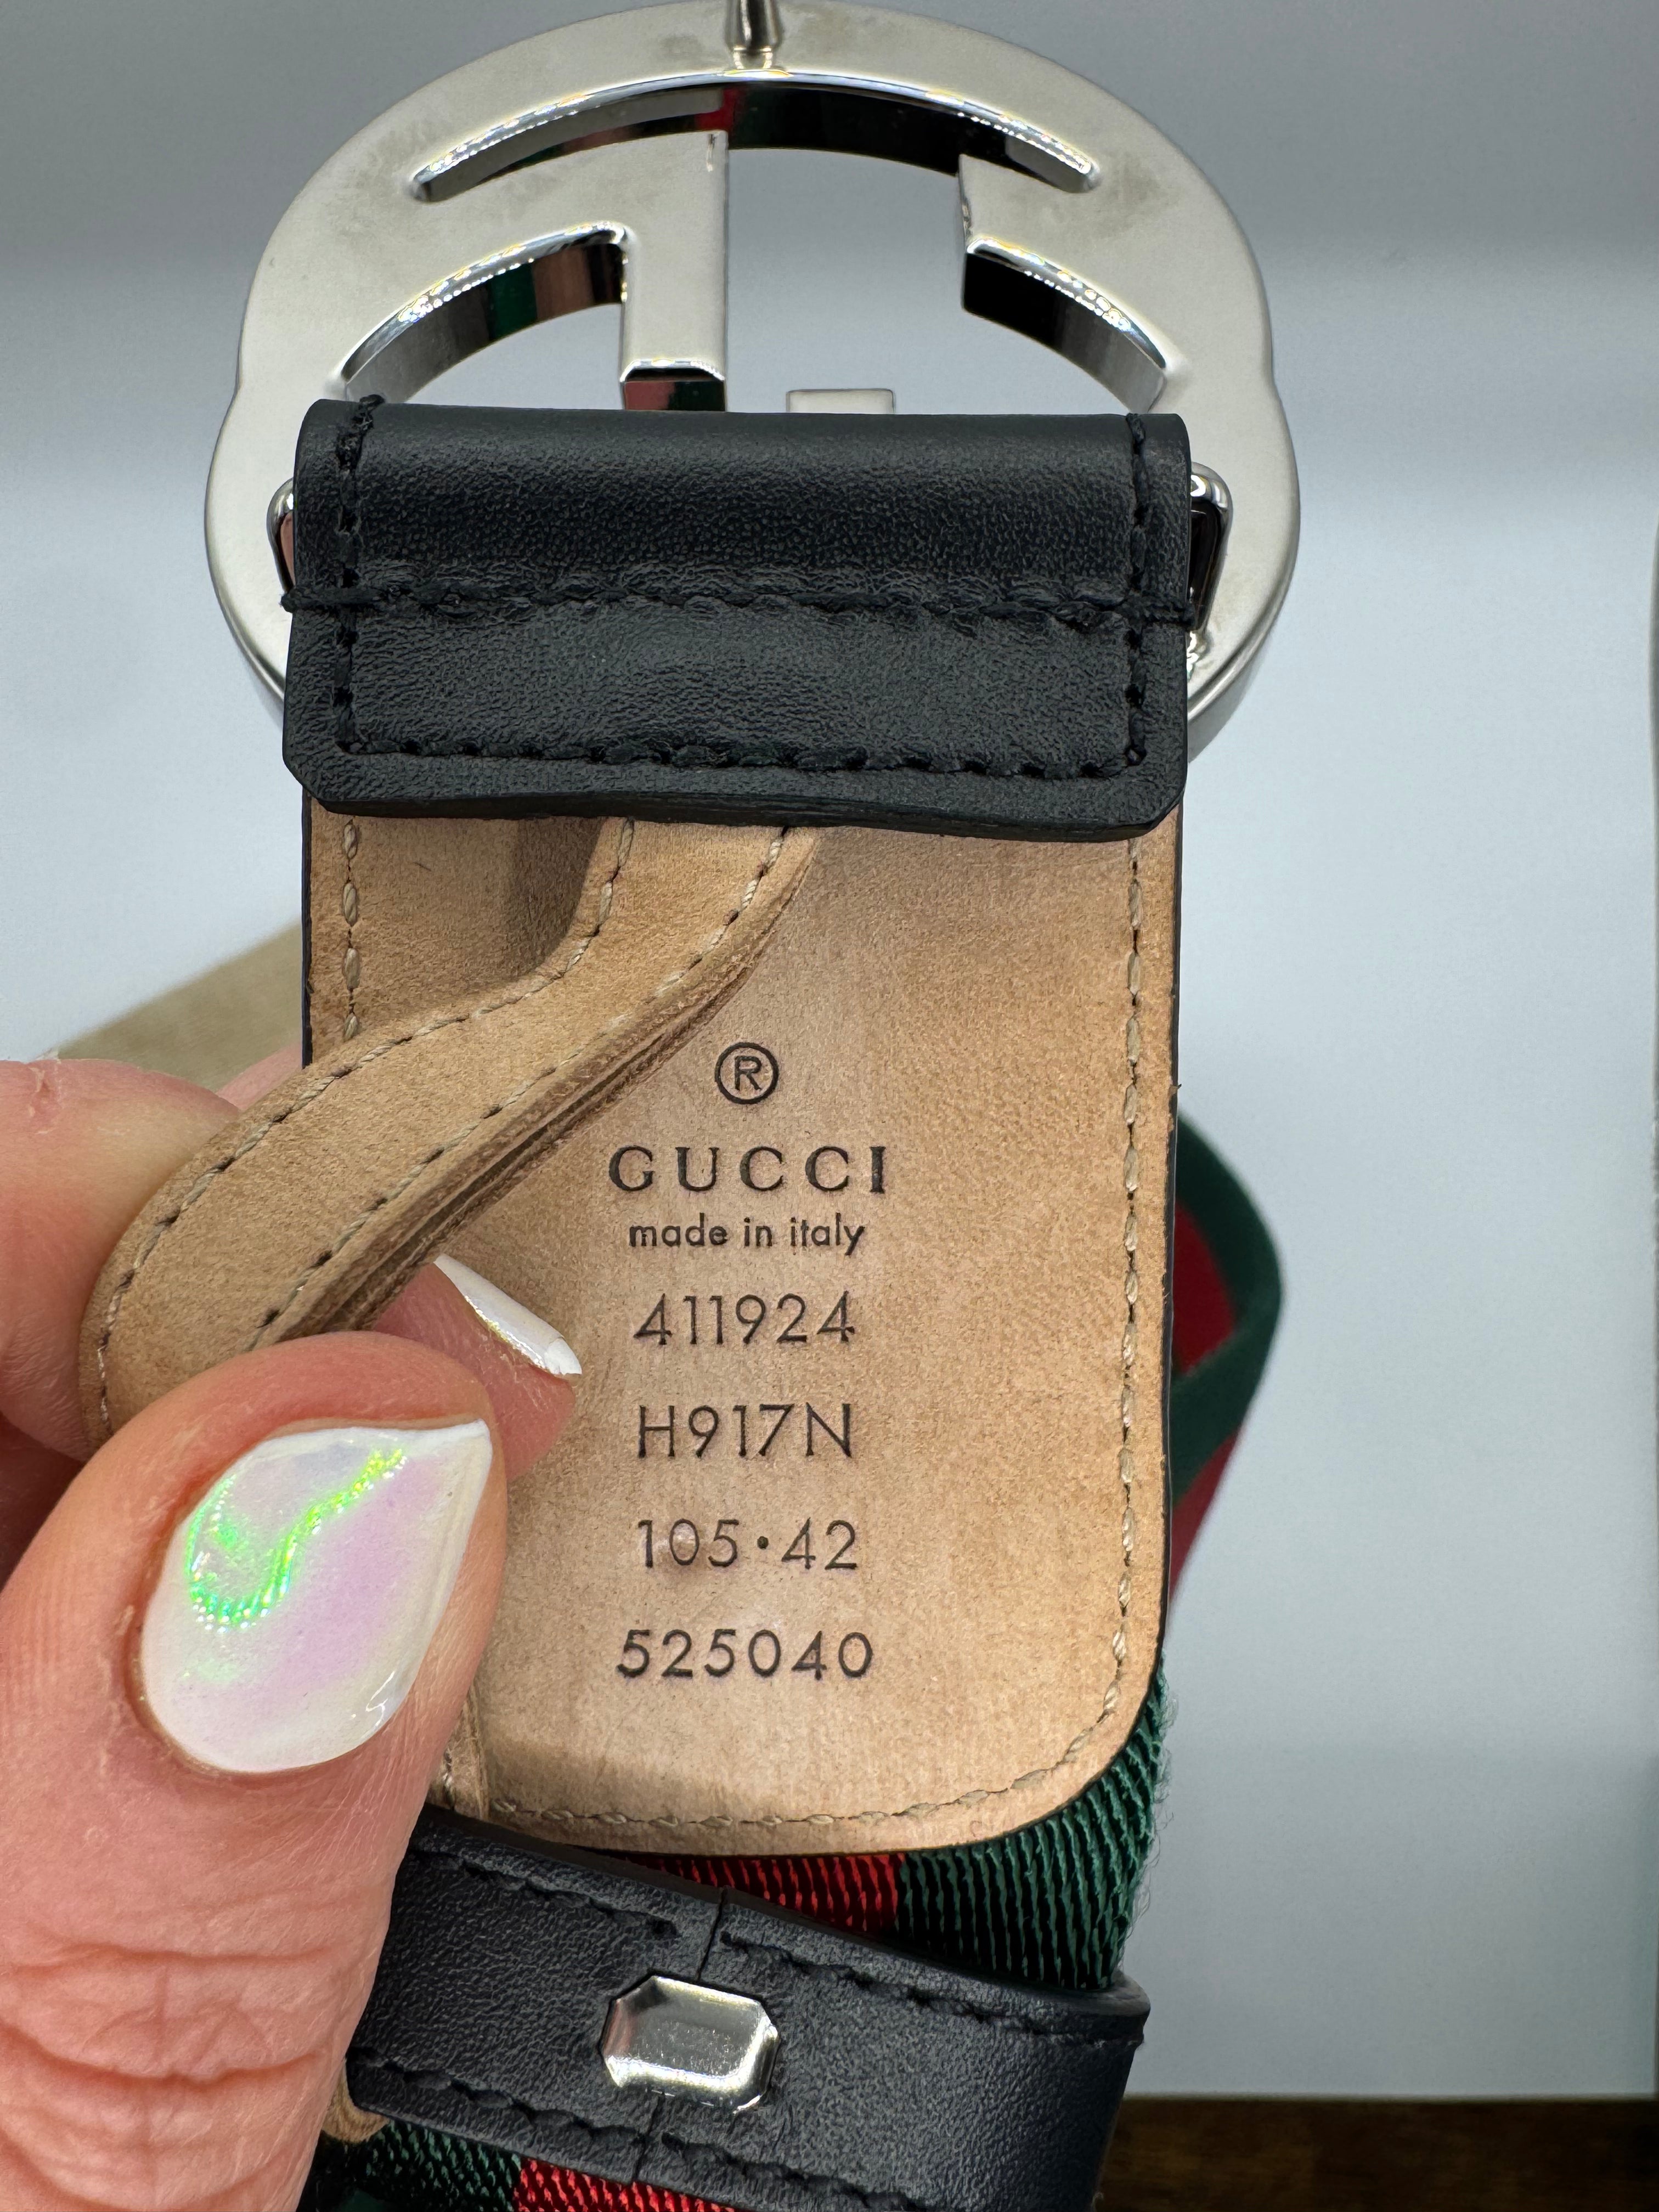 ®
GUCCI
made in italy
411924
H917N
105·42
525040